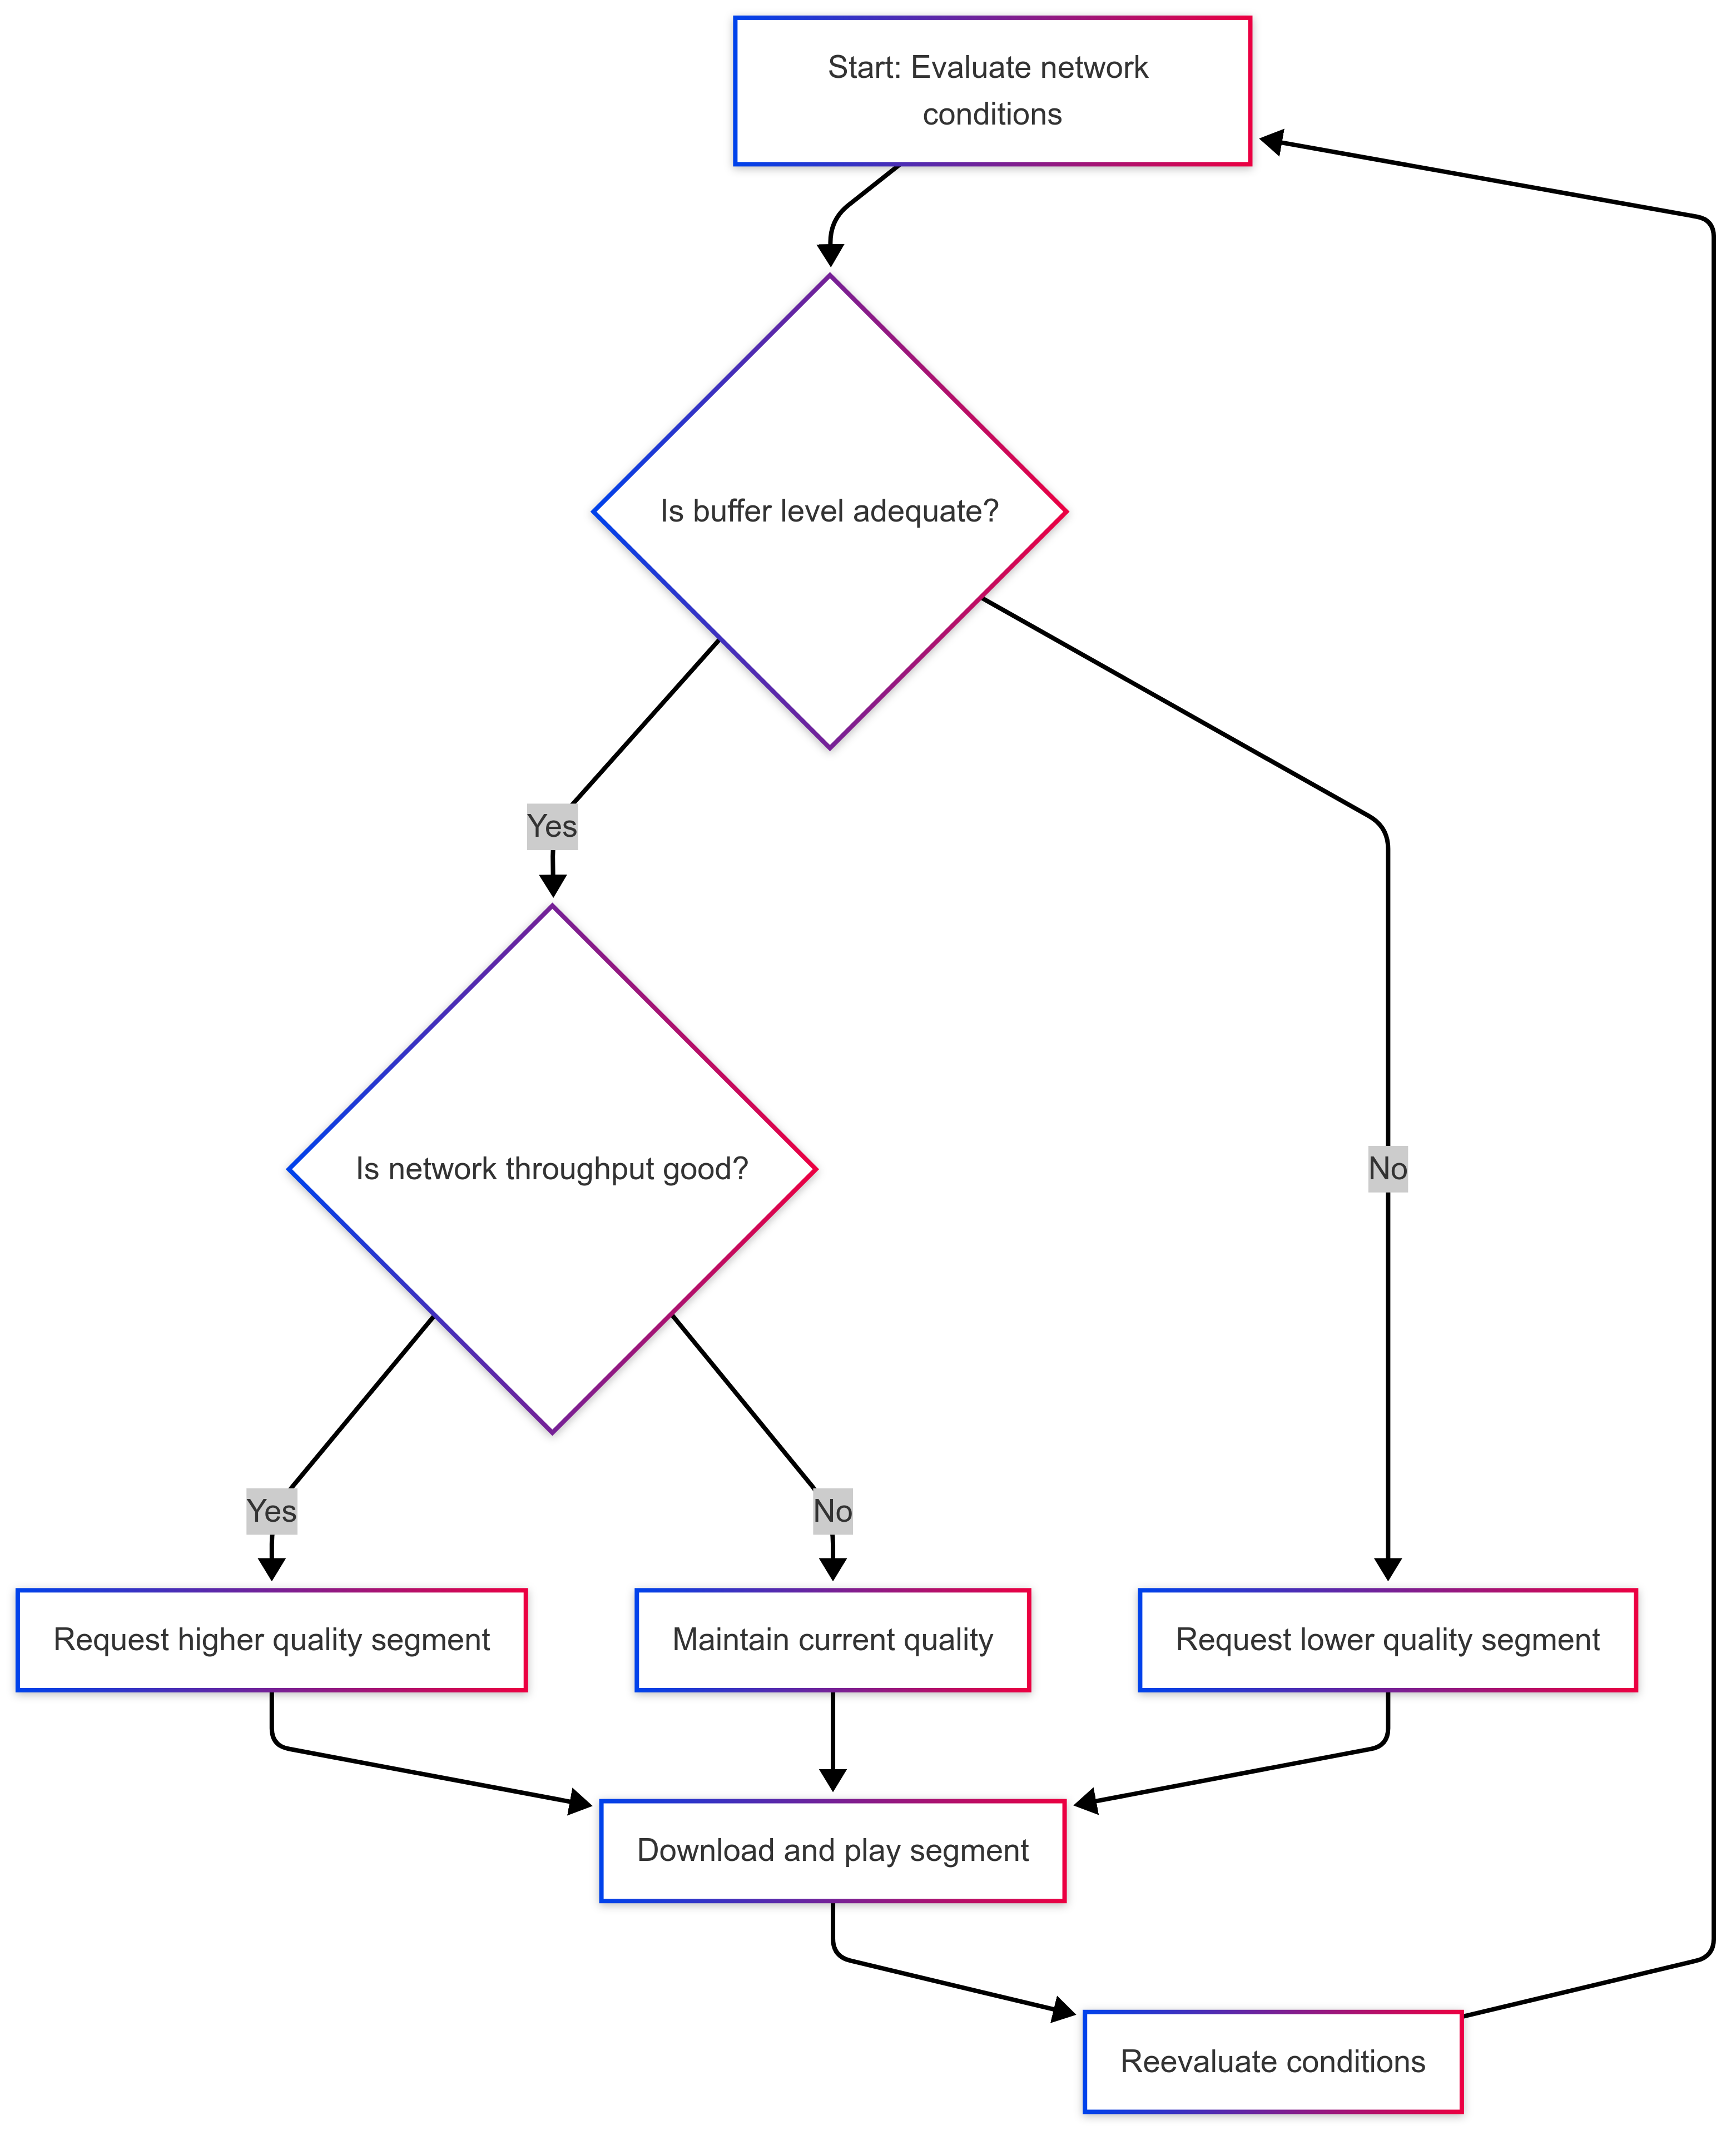 Start: Evaluate network
conditions
Is buffer level adequate?
Yes
Is network throughput good?
No
Yes
No
Request higher quality segment
Maintain current quality
Request lower quality segment
Download and play segment
Reevaluate conditions